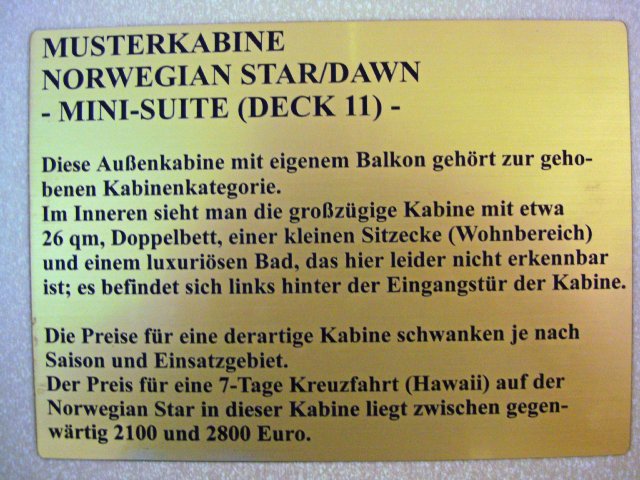 MUSTERKABINE
NORWEGIAN STAR/DAWN
- MINI-SUITE (DECK 11) -
Diese Außenkabine mit eigenem Balkon gehört zur geho-
benen Kabinenkategorie.
Im Inneren sieht man die großzügige Kabine mit etwa
26 qm, Doppelbett, einer kleinen Sitzecke (Wohnbereich)
und einem luxuriösen Bad, das hier leider nicht erkennbar
ist; es befindet sich links hinter der Eingangstür der Kabine.
Die Preise für eine derartige Kabine schwanken je nach
Saison und Einsatzgebiet.
Der Preis für eine 7-Tage Kreuzfahrt (Hawaii) auf der
Norwegian Star in dieser Kabine liegt zwischen gegen-
wärtig 2100 und 2800 Euro.